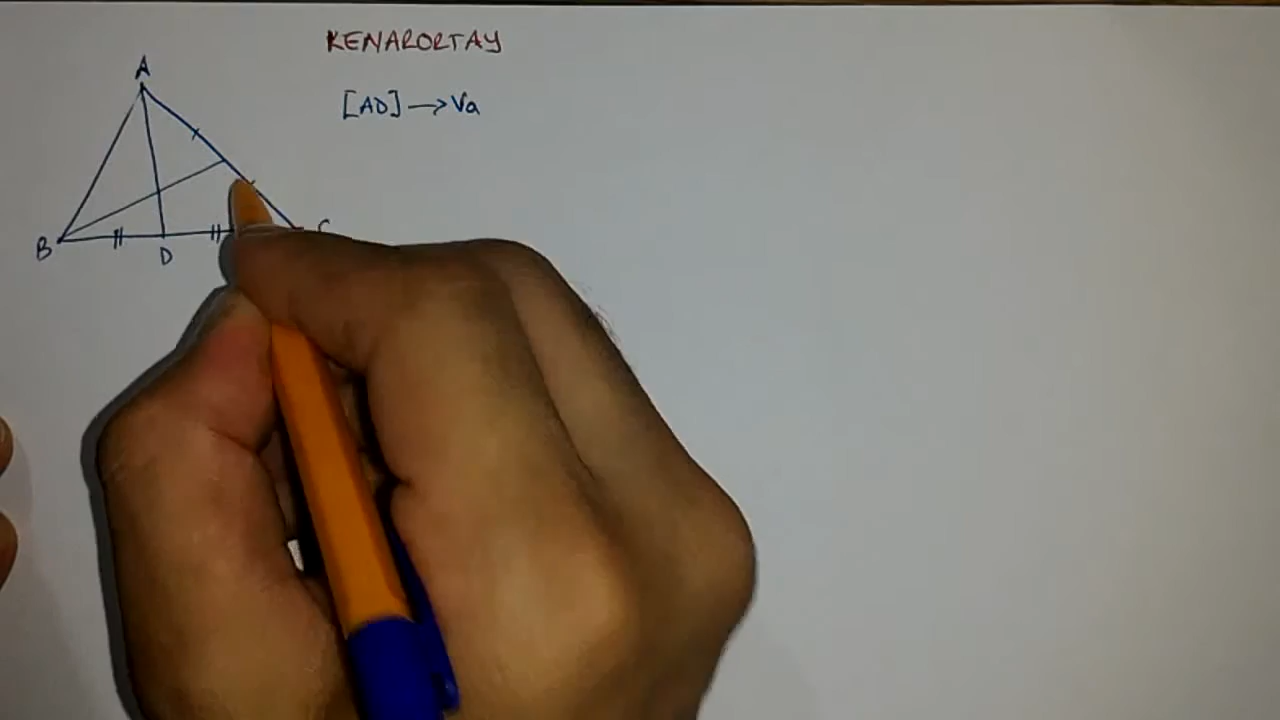 KENARORTAY
A
[AD] → Va
B
D
C